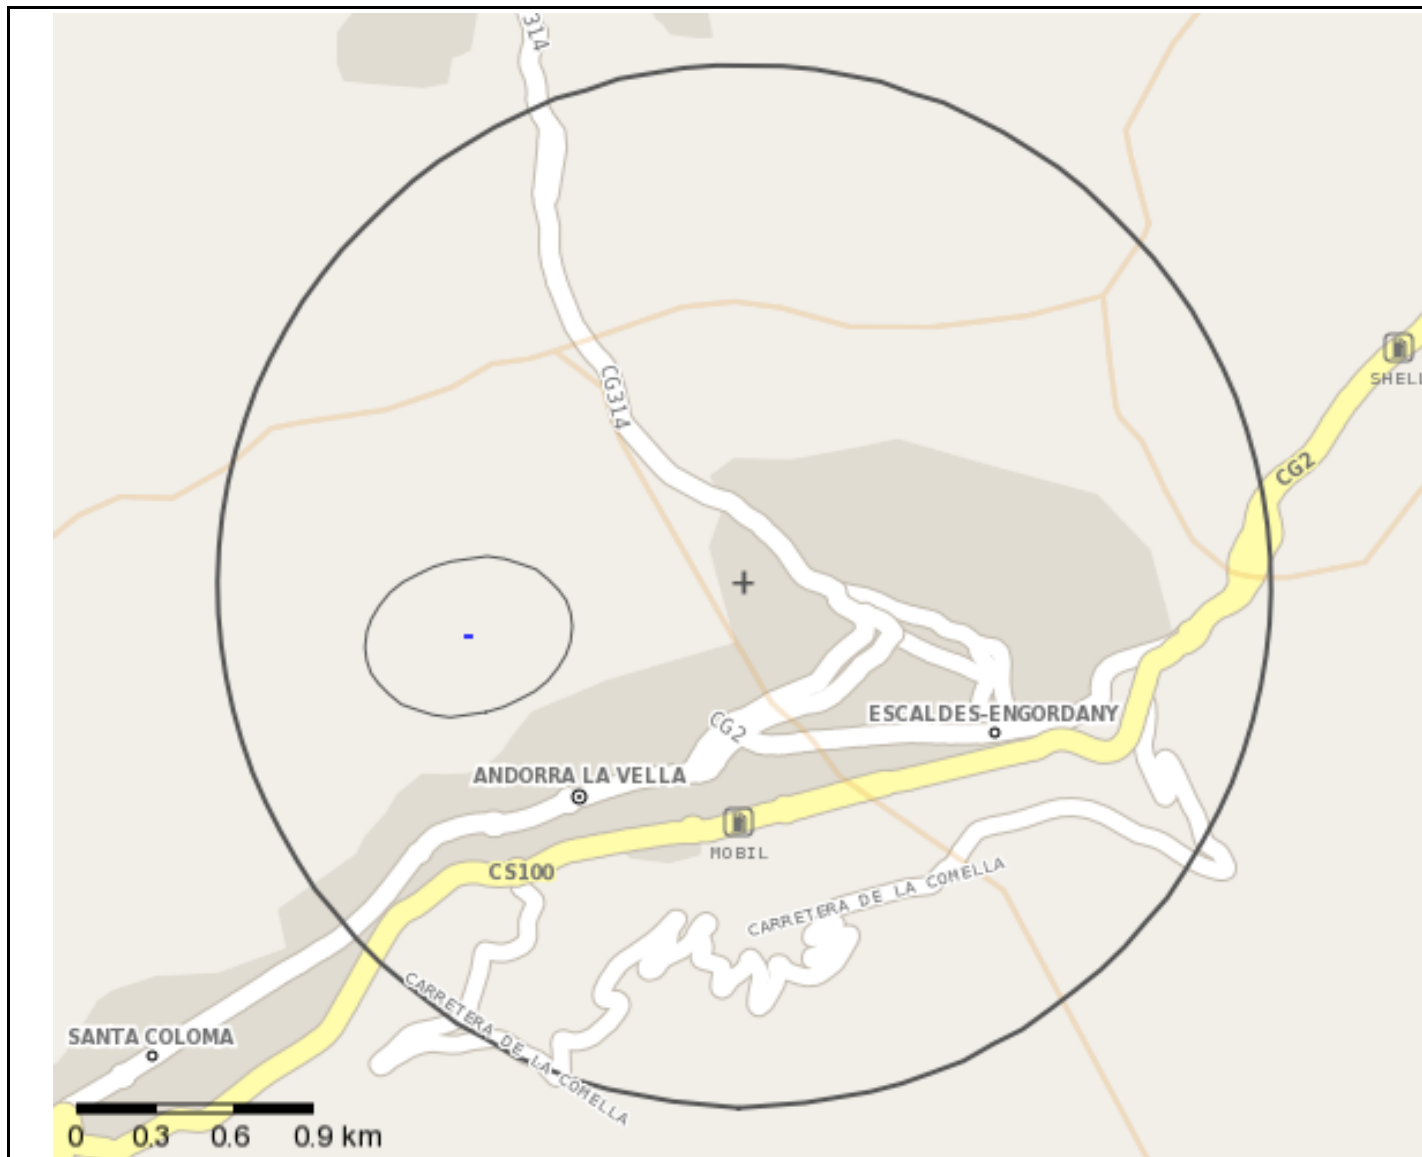 314
SHELL
CG314
CG2
ESCALDES-ENGORDANY
CG2
ANDORRA LA VELLA
MOBIL
CS100
CARRETERA DE LA COMELLA
CARRETERA DE LA COMELLA
SANTA COLOMA
0 0.3 0.6 0.9 km